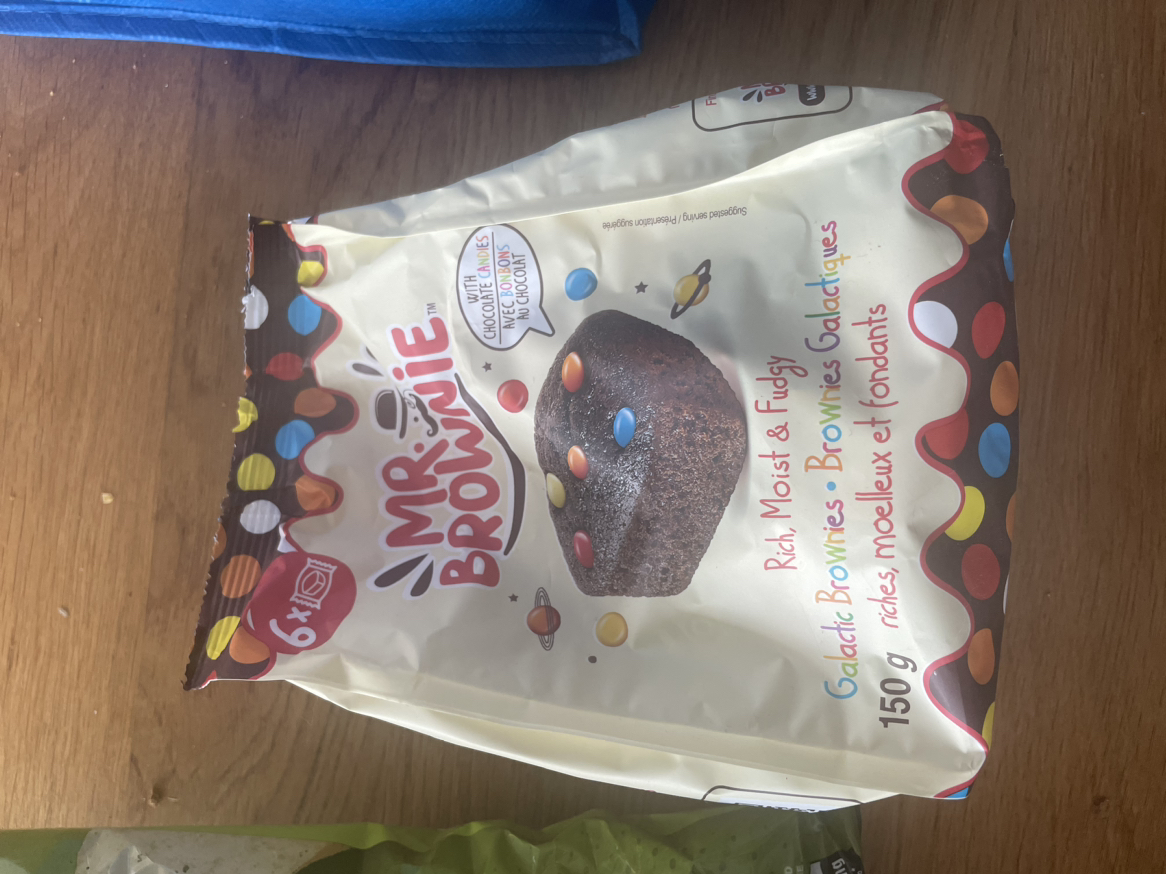 6x
MR.
BROWNiE™
WITH
CHOCOLATE CANDIES
AVEC BONBONS
AU CHOCOLAT
Suggested serving / Présentation suggérée
Rich, Moist & Fudgy
Galactic Brownies • Brownies Galactiques
riches, moelleux et fondants
150 g